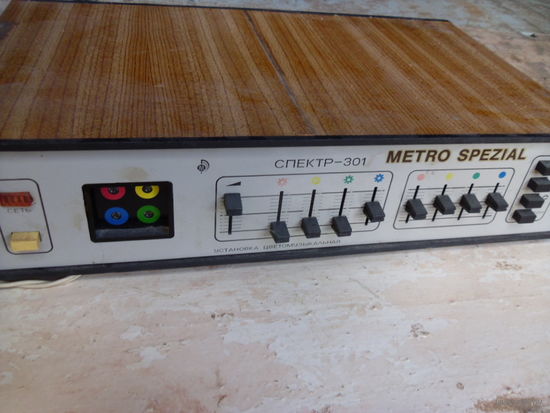 СПЕКТР-301 METRO SPEZIAL
СЕТЬ
УСТАНОВКА ЦВЕТОМУЗЫКАЛЬНАЯ